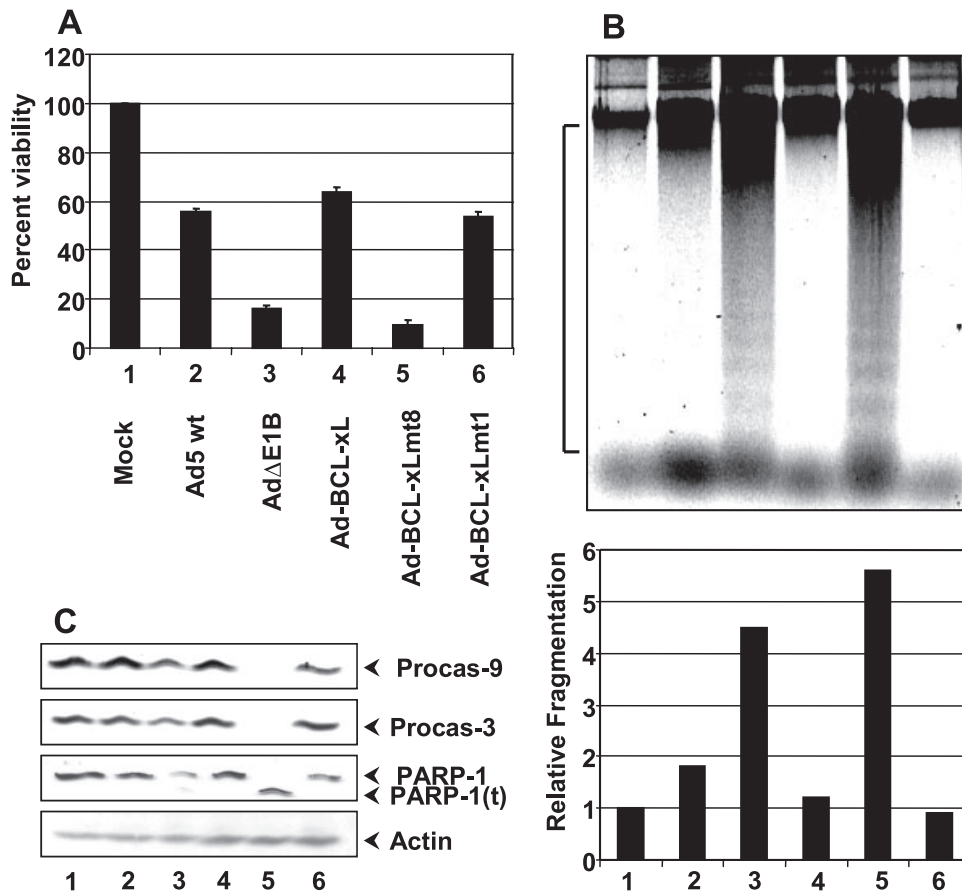 A
120
100
80
60
40
20
0
Percent viability
1 2 3 4 5 6
Mock
Ad5 wt
Ad∆E1B
Ad-BCL-xL
Ad-BCL-xLmt8
Ad-BCL-xLmt1
B
6
5
4
3
2
1
0
Relative Fragmentation
1 2 3 4 5 6
C
Procas-9
Procas-3
PARP-1
PARP-1(t)
Actin
1 2 3 4 5 6